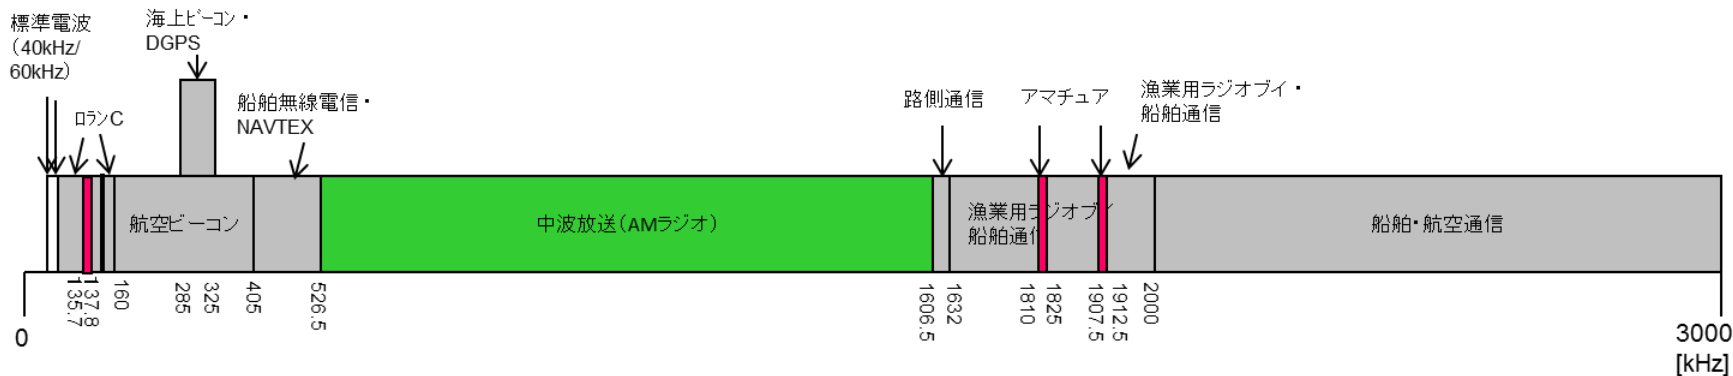 標準電波
（40kHz/
60kHz）
海上ビーコン・
DGPS
ロランC
船舶無線電信・
NAVTEX
路側通信
アマチュア
漁業用ラジオブイ・
船舶通信
航空ビーコン
中波放送（AMラジオ）
漁業用ラジオブイ
船舶通信
船舶・航空通信
0
135.7
137.8
160
285
325
405
526.5
1606.5
1632
1810
1825
1907.5
1912.5
2000
3000
[kHz]